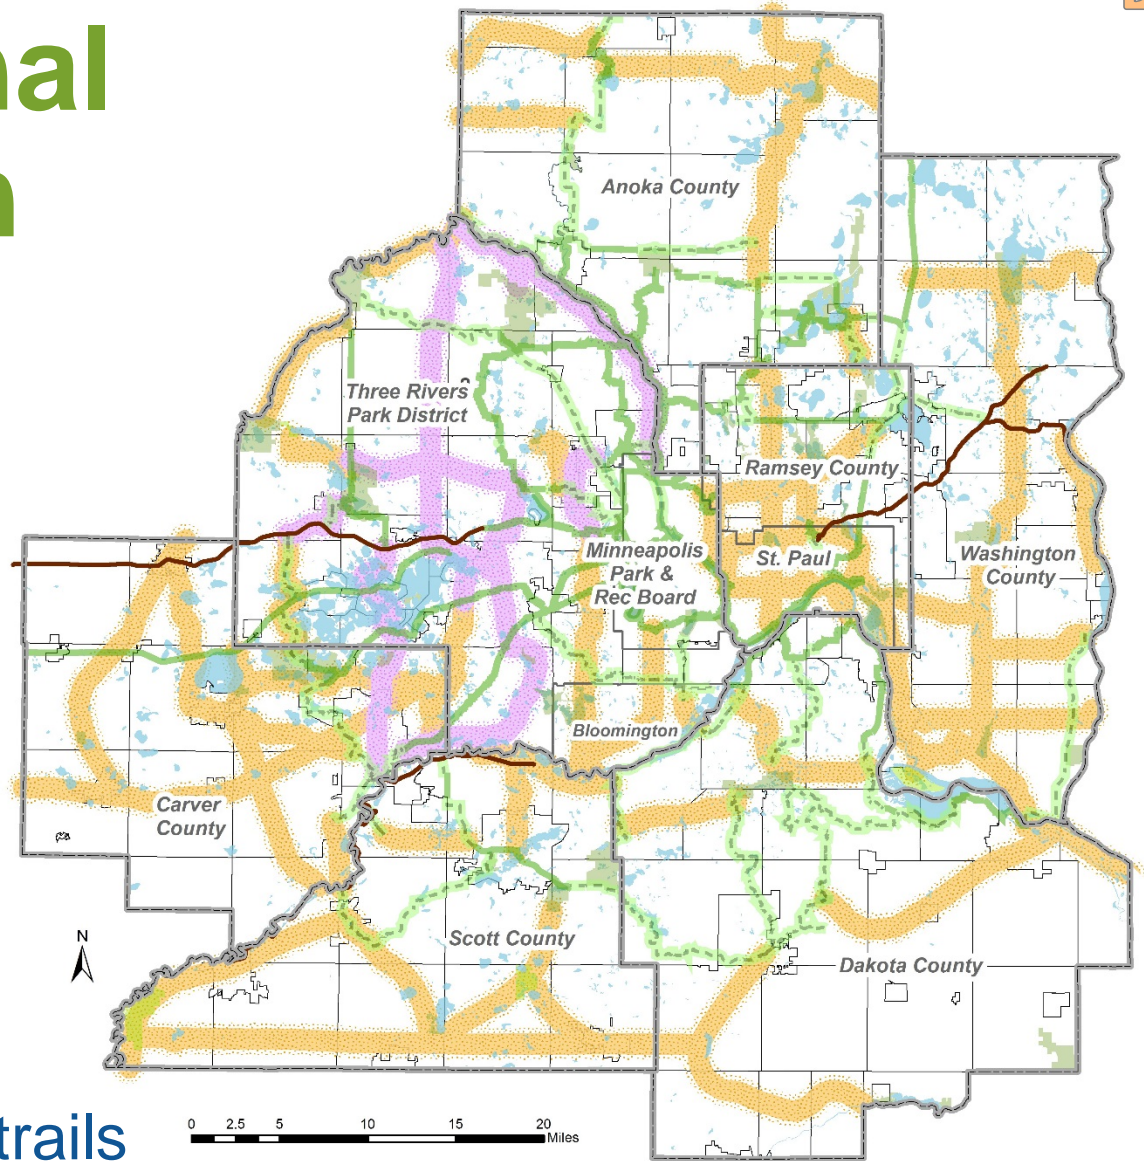 nal
n
Anoka County
Three Rivers
Park District
Ramsey County
Minneapolis
Park &
Rec Board
St. Paul
Washington
County
Bloomington
Carver
County
Scott County
Dakota County
N
trails
0 2.5 5 10 15 20
Miles